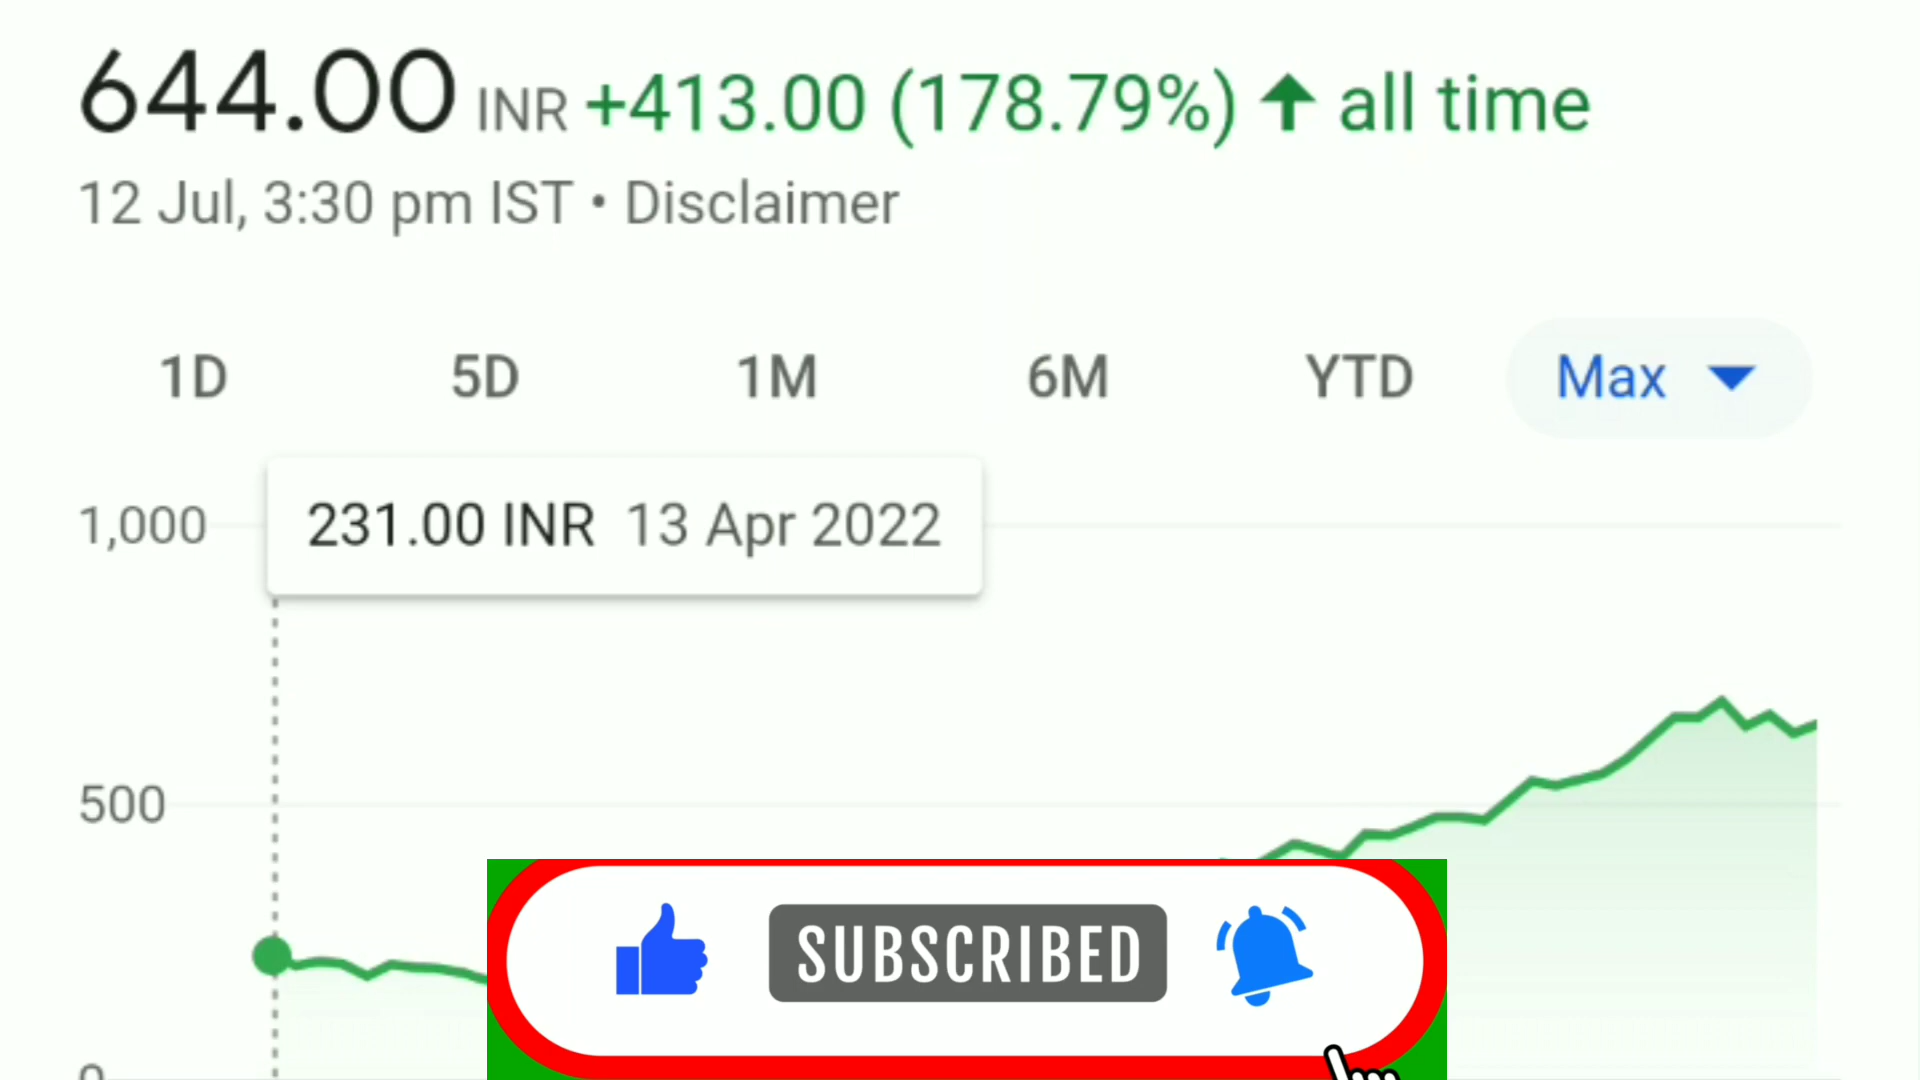 644.00 INR +413.00 (178.79%) ↑ all time
12 Jul, 3:30 pm IST • Disclaimer
1D 5D 1M 6M YTD Max
1,000 231.00 INR 13 Apr 2022
500
SUBSCRIBED
0